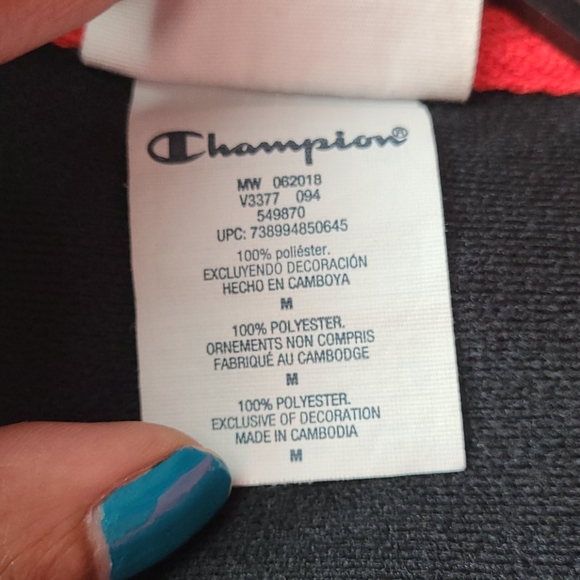 Champion®
MW 062018
V3377 094
549870
UPC: 738994850645
100% poliéster.
EXCLUYENDO DECORACIÓN
HECHO EN CAMBOYA
M
100% POLYESTER.
ORNEMENTS NON COMPRIS
FABRIQUÉ AU CAMBODGE
M
100% POLYESTER.
EXCLUSIVE OF DECORATION
MADE IN CAMBODIA
M